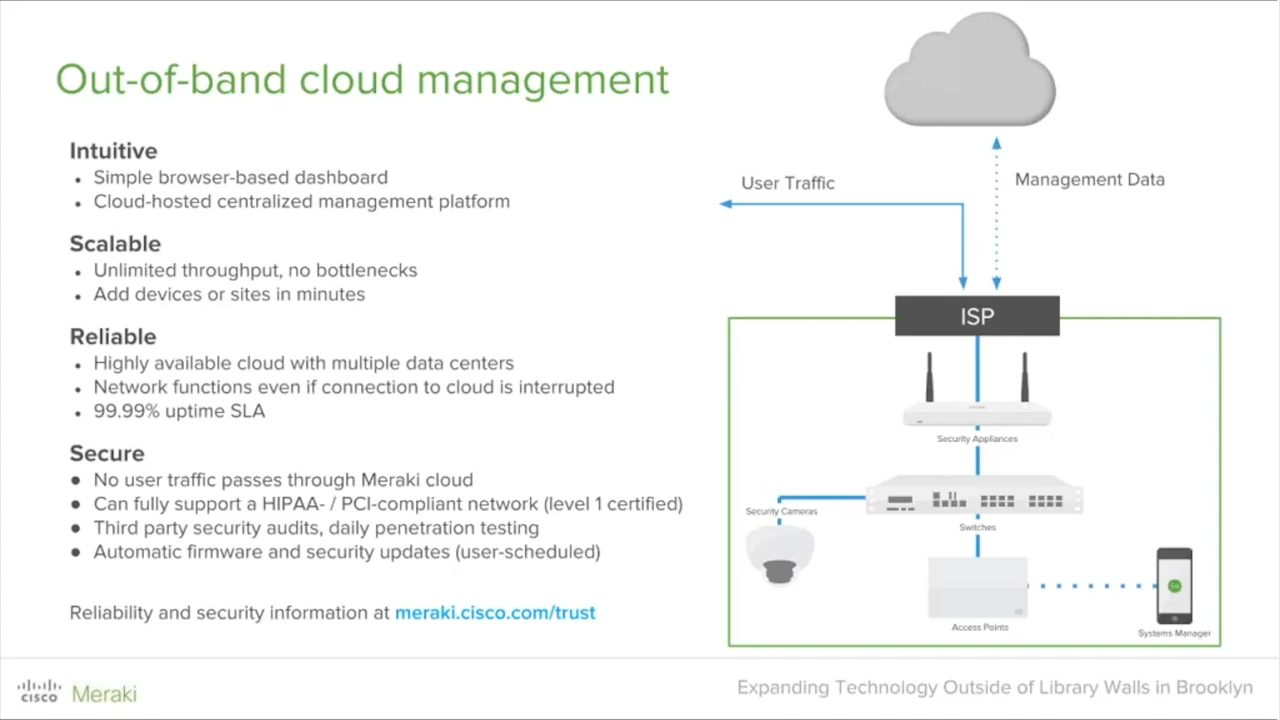 Out-of-band cloud management
Intuitive
• Simple browser-based dashboard
• Cloud-hosted centralized management platform
Scalable
• Unlimited throughput, no bottlenecks
• Add devices or sites in minutes
Reliable
• Highly available cloud with multiple data centers
• Network functions even if connection to cloud is interrupted
• 99.99% uptime SLA
Secure
● No user traffic passes through Meraki cloud
● Can fully support a HIPAA- / PCI-compliant network (level 1 certified)
● Third party security audits, daily penetration testing
● Automatic firmware and security updates (user-scheduled)
Reliability and security information at meraki.cisco.com/trust
User Traffic
Management Data
ISP
Security Appliances
Security Cameras
Switches
Access Points
Systems Manager
CISCO Meraki
Expanding Technology Outside of Library Walls in Brooklyn